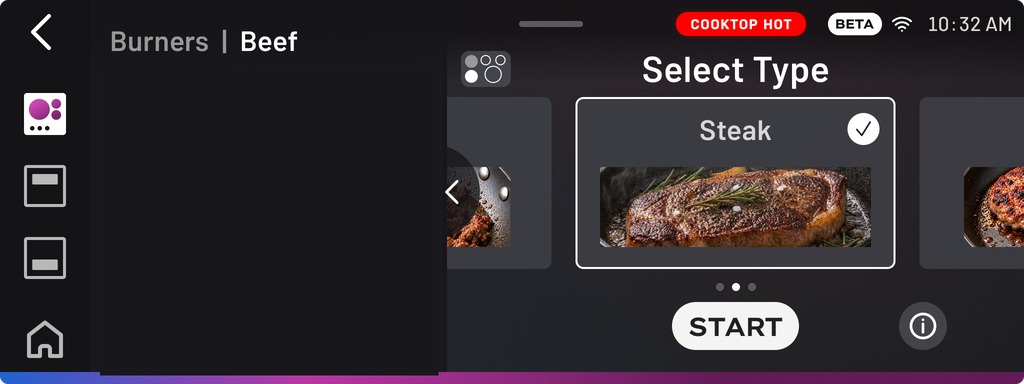 COOKTOP HOT
BETA
10:32 AM
Burners | Beef
Select Type
Steak
START